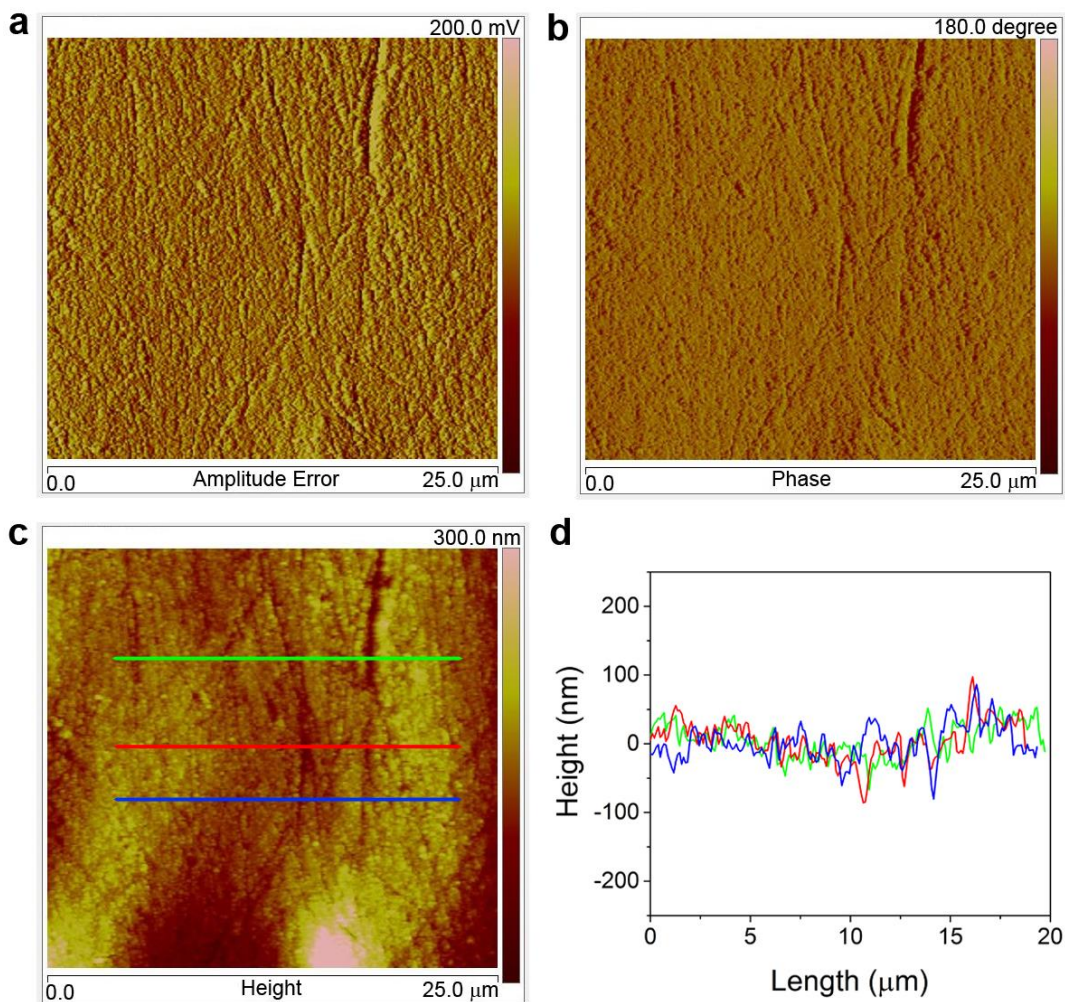 a
200.0 mV
0.0 Amplitude Error 25.0 μm
b
180.0 degree
0.0 Phase 25.0 μm
c
300.0 nm
0.0 Height 25.0 μm
d
200
100
0
-100
-200
Height (nm)
0 5 10 15 20
Length (μm)